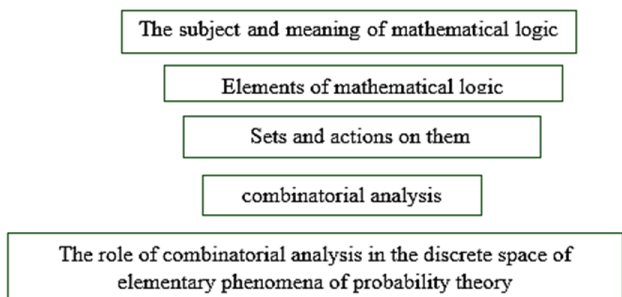 The subject and meaning of mathematical logic
Elements of mathematical logic
Sets and actions on them
combinatorial analysis
The role of combinatorial analysis in the discrete space of
elementary phenomena of probability theory